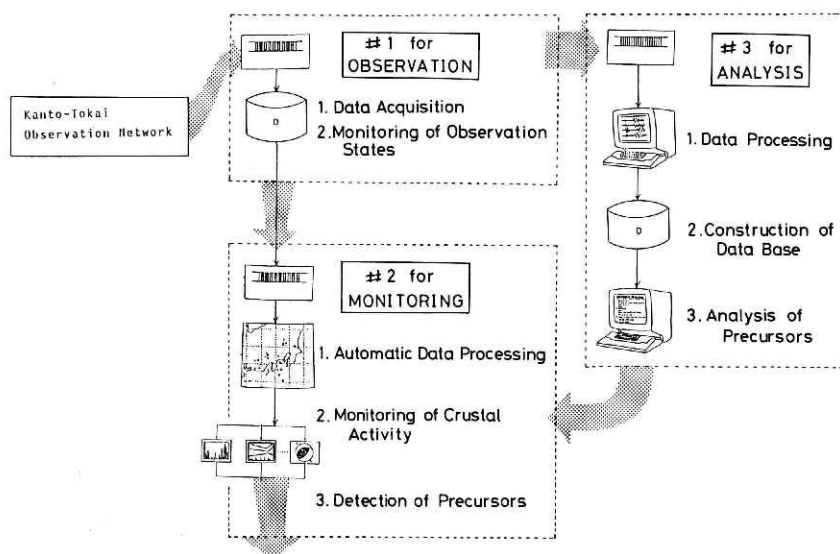 Kanto-Tokai
Observation Network
#1 for
OBSERVATION
1. Data Acquisition
2. Monitoring of Observation
States
D
#2 for
MONITORING
1. Automatic Data Processing
2. Monitoring of Crustal
Activity
3. Detection of Precursors
#3 for
ANALYSIS
1. Data Processing
D
2. Construction of
Data Base
3. Analysis of
Precursors